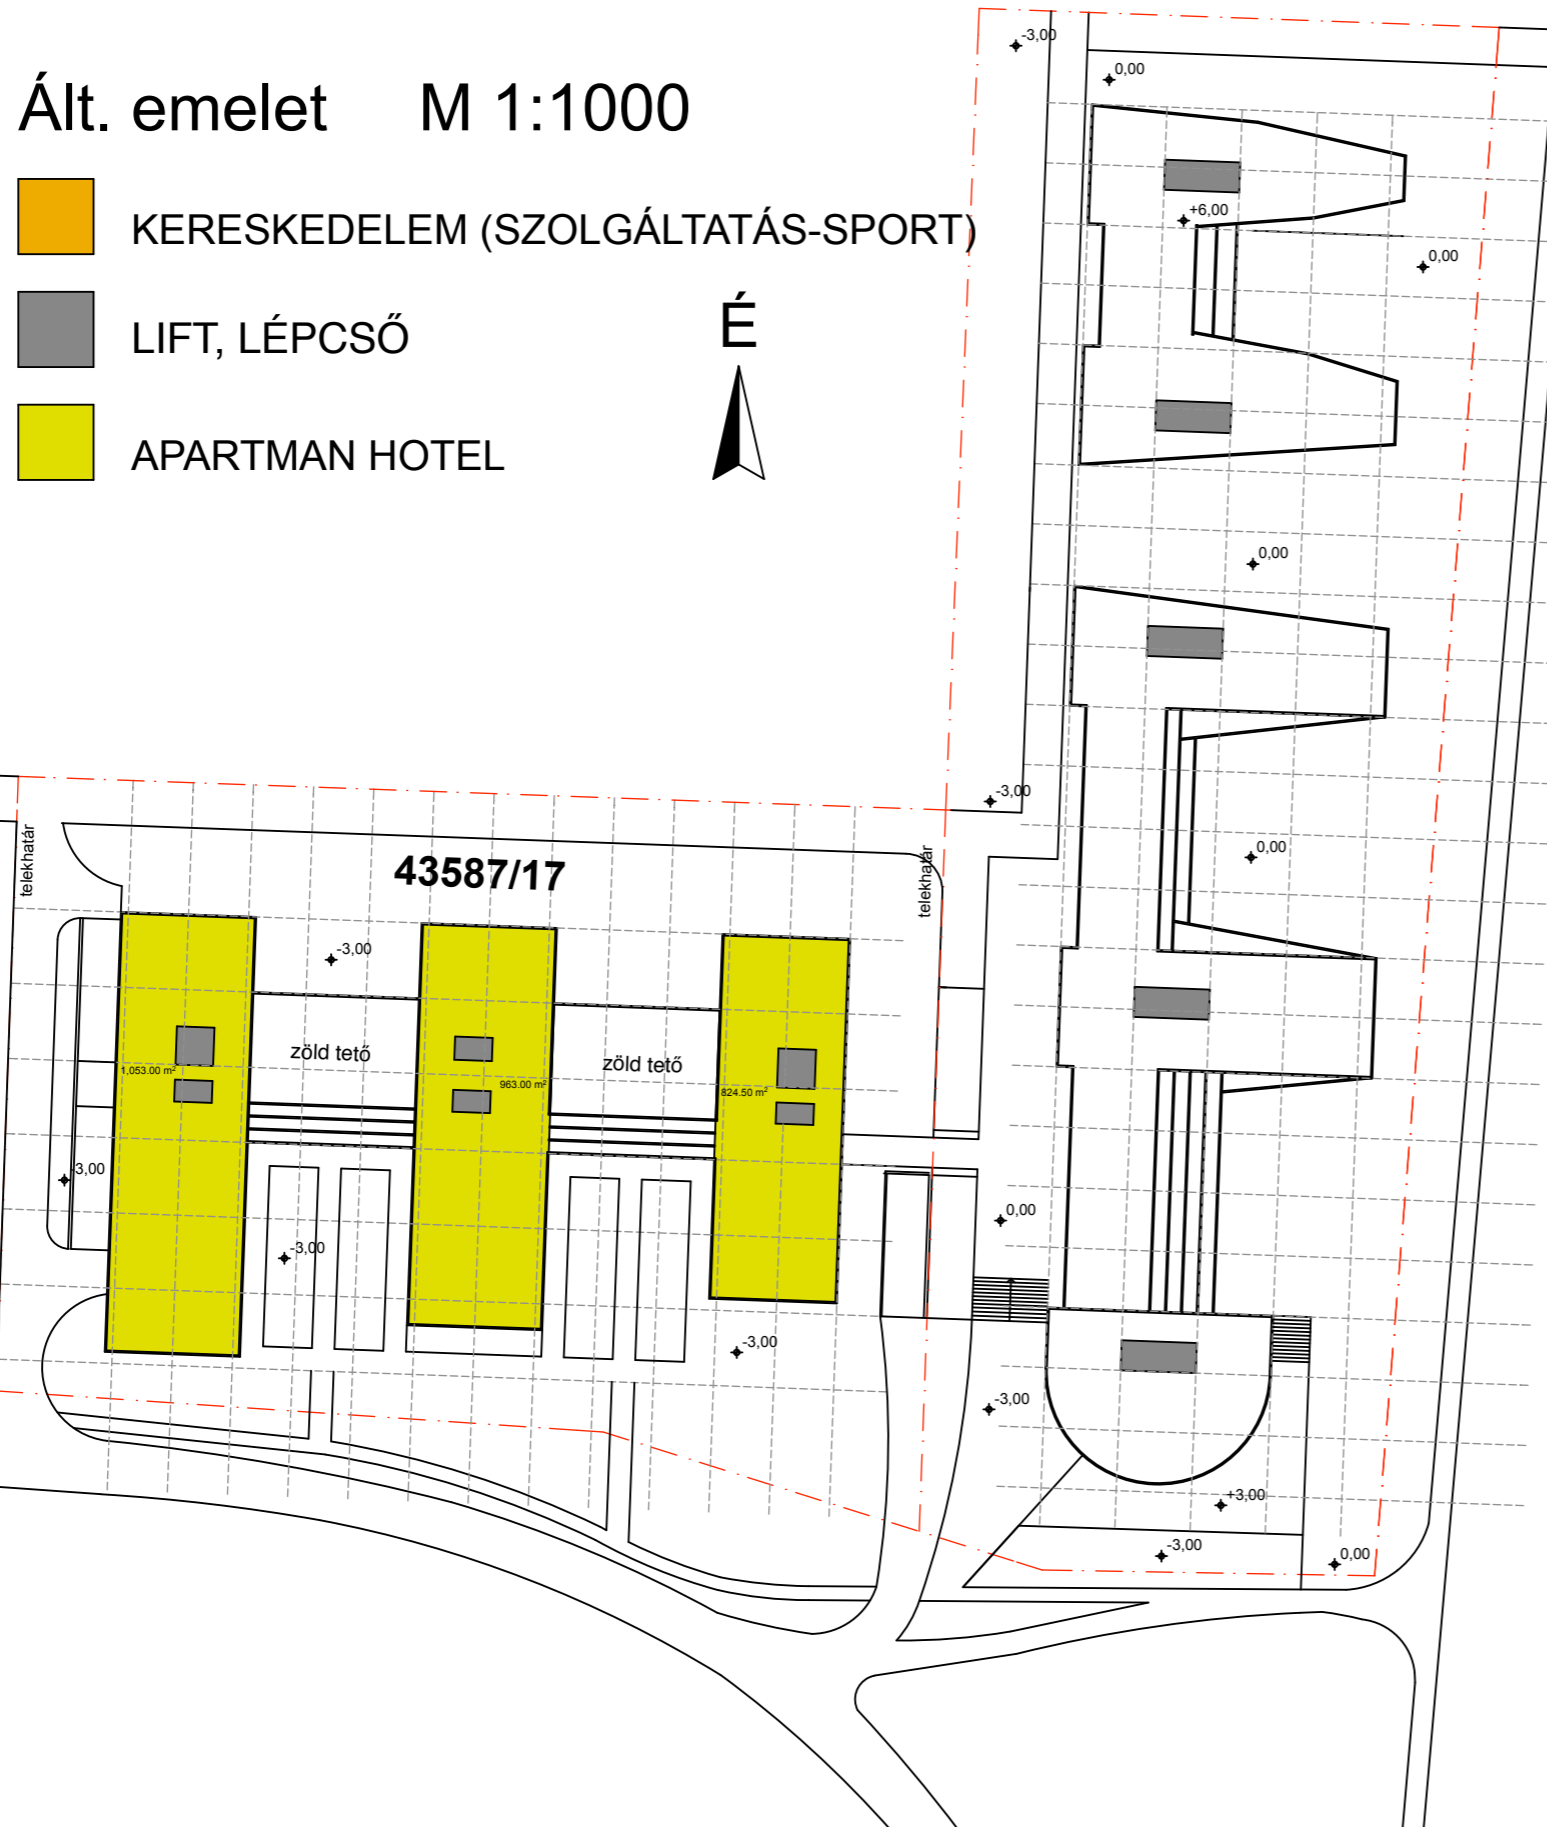 Ált. emelet M 1:1000
KERESKEDELEM (SZOLGÁLTATÁS-SPORT)
LIFT, LÉPCSŐ
APARTMAN HOTEL
É
-3,00
0,00
+6,00
0,00
0,00
-3,00
0,00
telekhatár
43587/17
telekhatár
-3,00
zöld tető
zöld tető
1,053.00 m²
963.00 m²
824.50 m²
-3,00
-3,00
0,00
-3,00
-3,00
+3,00
-3,00
0,00